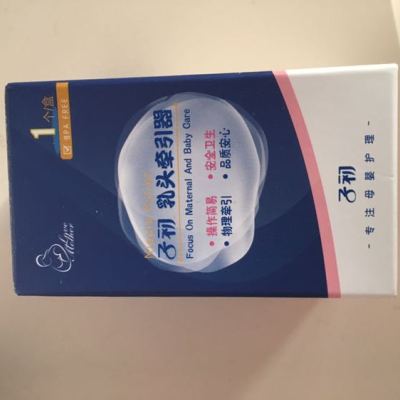 1个/盒
BPA FREE
子初 乳头牵引器
Focus On Maternal And Baby Care
• 操作简易 • 安全卫生
• 物理牵引 • 品质安心
Mother
子初
- 专注母婴护理 -